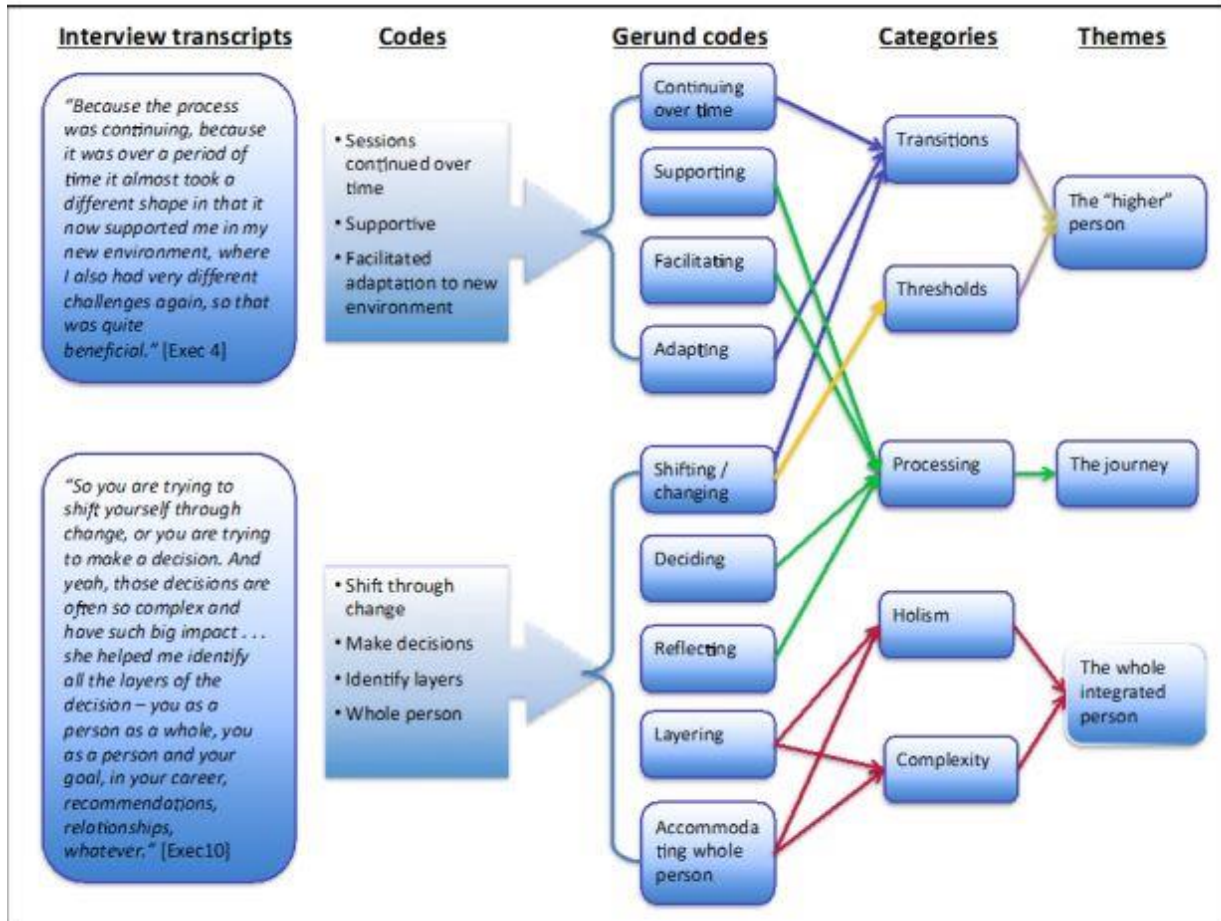 Interview transcripts
Codes
Gerund codes
Categories
Themes
“Because the process
was continuing, because
it was over a period of
time it almost took a
different shape in that it
now supported me in my
new environment, where
I also had very different
challenges again, so that
was quite
beneficial.” [Exec 4]
• Sessions
continued over
time
• Supportive
• Facilitated
adaptation to new
environment
Continuing
over time
Supporting
Facilitating
Adapting
Transitions
Thresholds
The “higher”
person
“So you are trying to
shift yourself through
change, or you are trying
to make a decision. And
yeah, those decisions are
often so complex and
have such big impact . . .
she helped me identify
all the layers of the
decision – you as a
person as a whole, you
as a person and your
goal, in your career,
recommendations,
relationships,
whatever.” [Exec10}
• Shift through
change
• Make decisions
• Identify layers
• Whole person
Shifting /
changing
Deciding
Reflecting
Layering
Accommoda
ting whole
person
Processing
Holism
Complexity
The journey
The whole
integrated
person